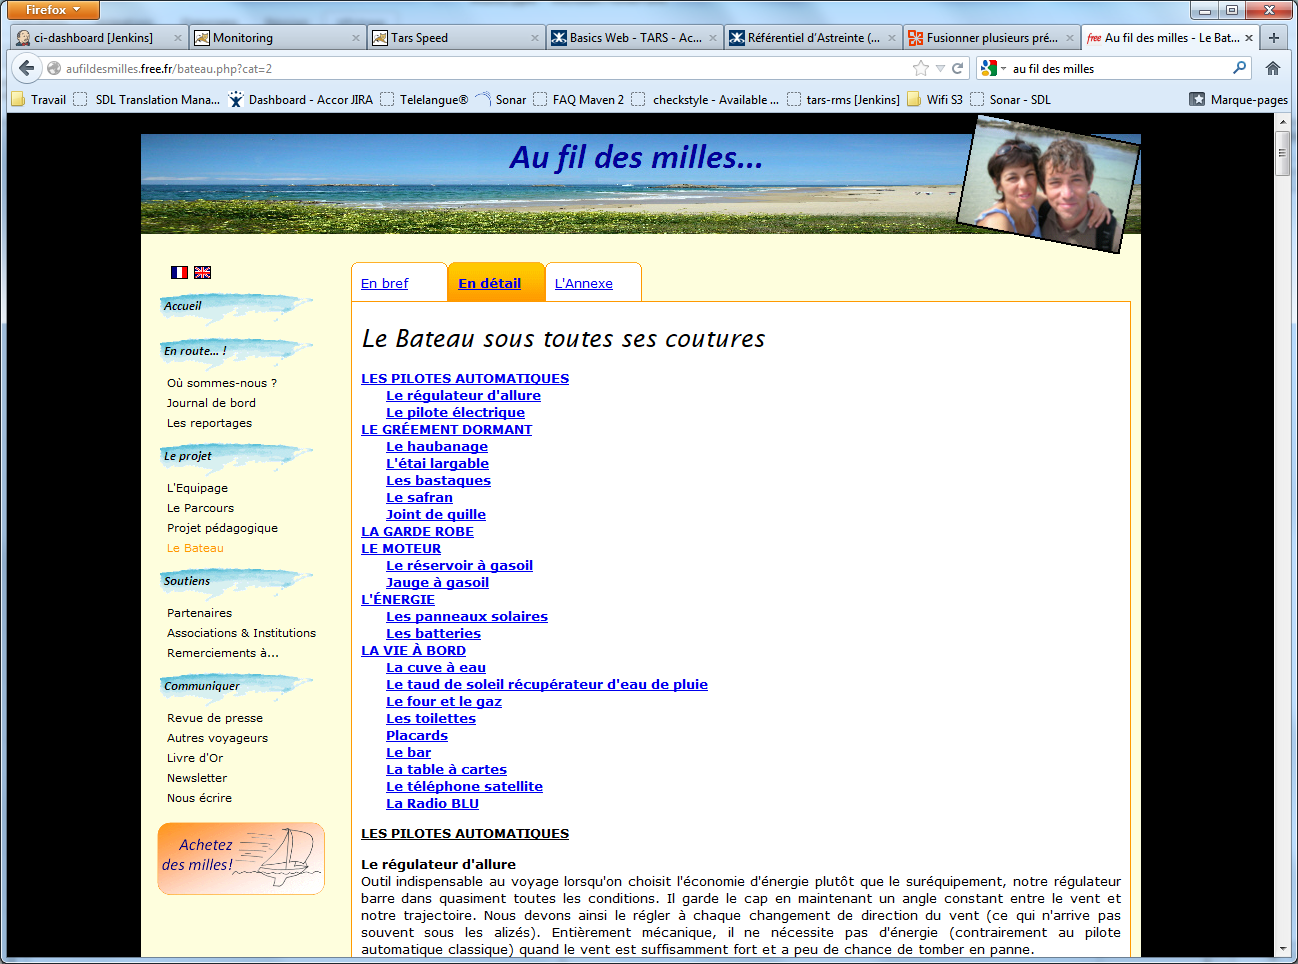 Firefox
ci-dashboard [Jenkins]
Monitoring
Tars Speed
Basics Web - TARS - Ac...
Référentiel d'Astreinte (...
Fusionner plusieurs pré...
free Au fil des milles - Le Bat...
aufildesmilles.free.fr/bateau.php?cat=2
au fil des milles
Travail
SDL Translation Mana...
Dashboard - Accor JIRA
Telelangue®
Sonar
FAQ Maven 2
checkstyle - Available ...
tars-rms [Jenkins]
Wifi S3
Sonar - SDL
Marque-pages
Au fil des milles...
Accueil
En route... !
Où sommes-nous ?
Journal de bord
Les reportages
Le projet
L'Equipage
Le Parcours
Projet pédagogique
Le Bateau
Soutiens
Partenaires
Associations & Institutions
Remerciements à...
Communiquer
Revue de presse
Autres voyageurs
Livre d'Or
Newsletter
Nous écrire
Achetez
des milles!
En bref
En détail
L'Annexe
Le Bateau sous toutes ses coutures
LES PILOTES AUTOMATIQUES
Le régulateur d'allure
Le pilote électrique
LE GRÉEMENT DORMANT
Le haubanage
L'étai largable
Les bastaques
Le safran
Joint de quille
LA GARDE ROBE
LE MOTEUR
Le réservoir à gasoil
Jauge à gasoil
L'ÉNERGIE
Les panneaux solaires
Les batteries
LA VIE À BORD
La cuve à eau
Le taud de soleil récupérateur d'eau de pluie
Le four et le gaz
Les toilettes
Placards
Le bar
La table à cartes
Le téléphone satellite
La Radio BLU
LES PILOTES AUTOMATIQUES
Le régulateur d'allure
Outil indispensable au voyage lorsqu'on choisit l'économie d'énergie plutôt que le suréquipement, notre régulateur
barre dans quasiment toutes les conditions. Il garde le cap en maintenant un angle constant entre le vent et
notre trajectoire. Nous devons ainsi le régler à chaque changement de direction du vent (ce qui n'arrive pas
souvent sous les alizés). Entièrement mécanique, il ne nécessite pas d'énergie (contrairement au pilote
automatique classique) quand le vent est suffisamment fort et a peu de chance de tomber en panne.